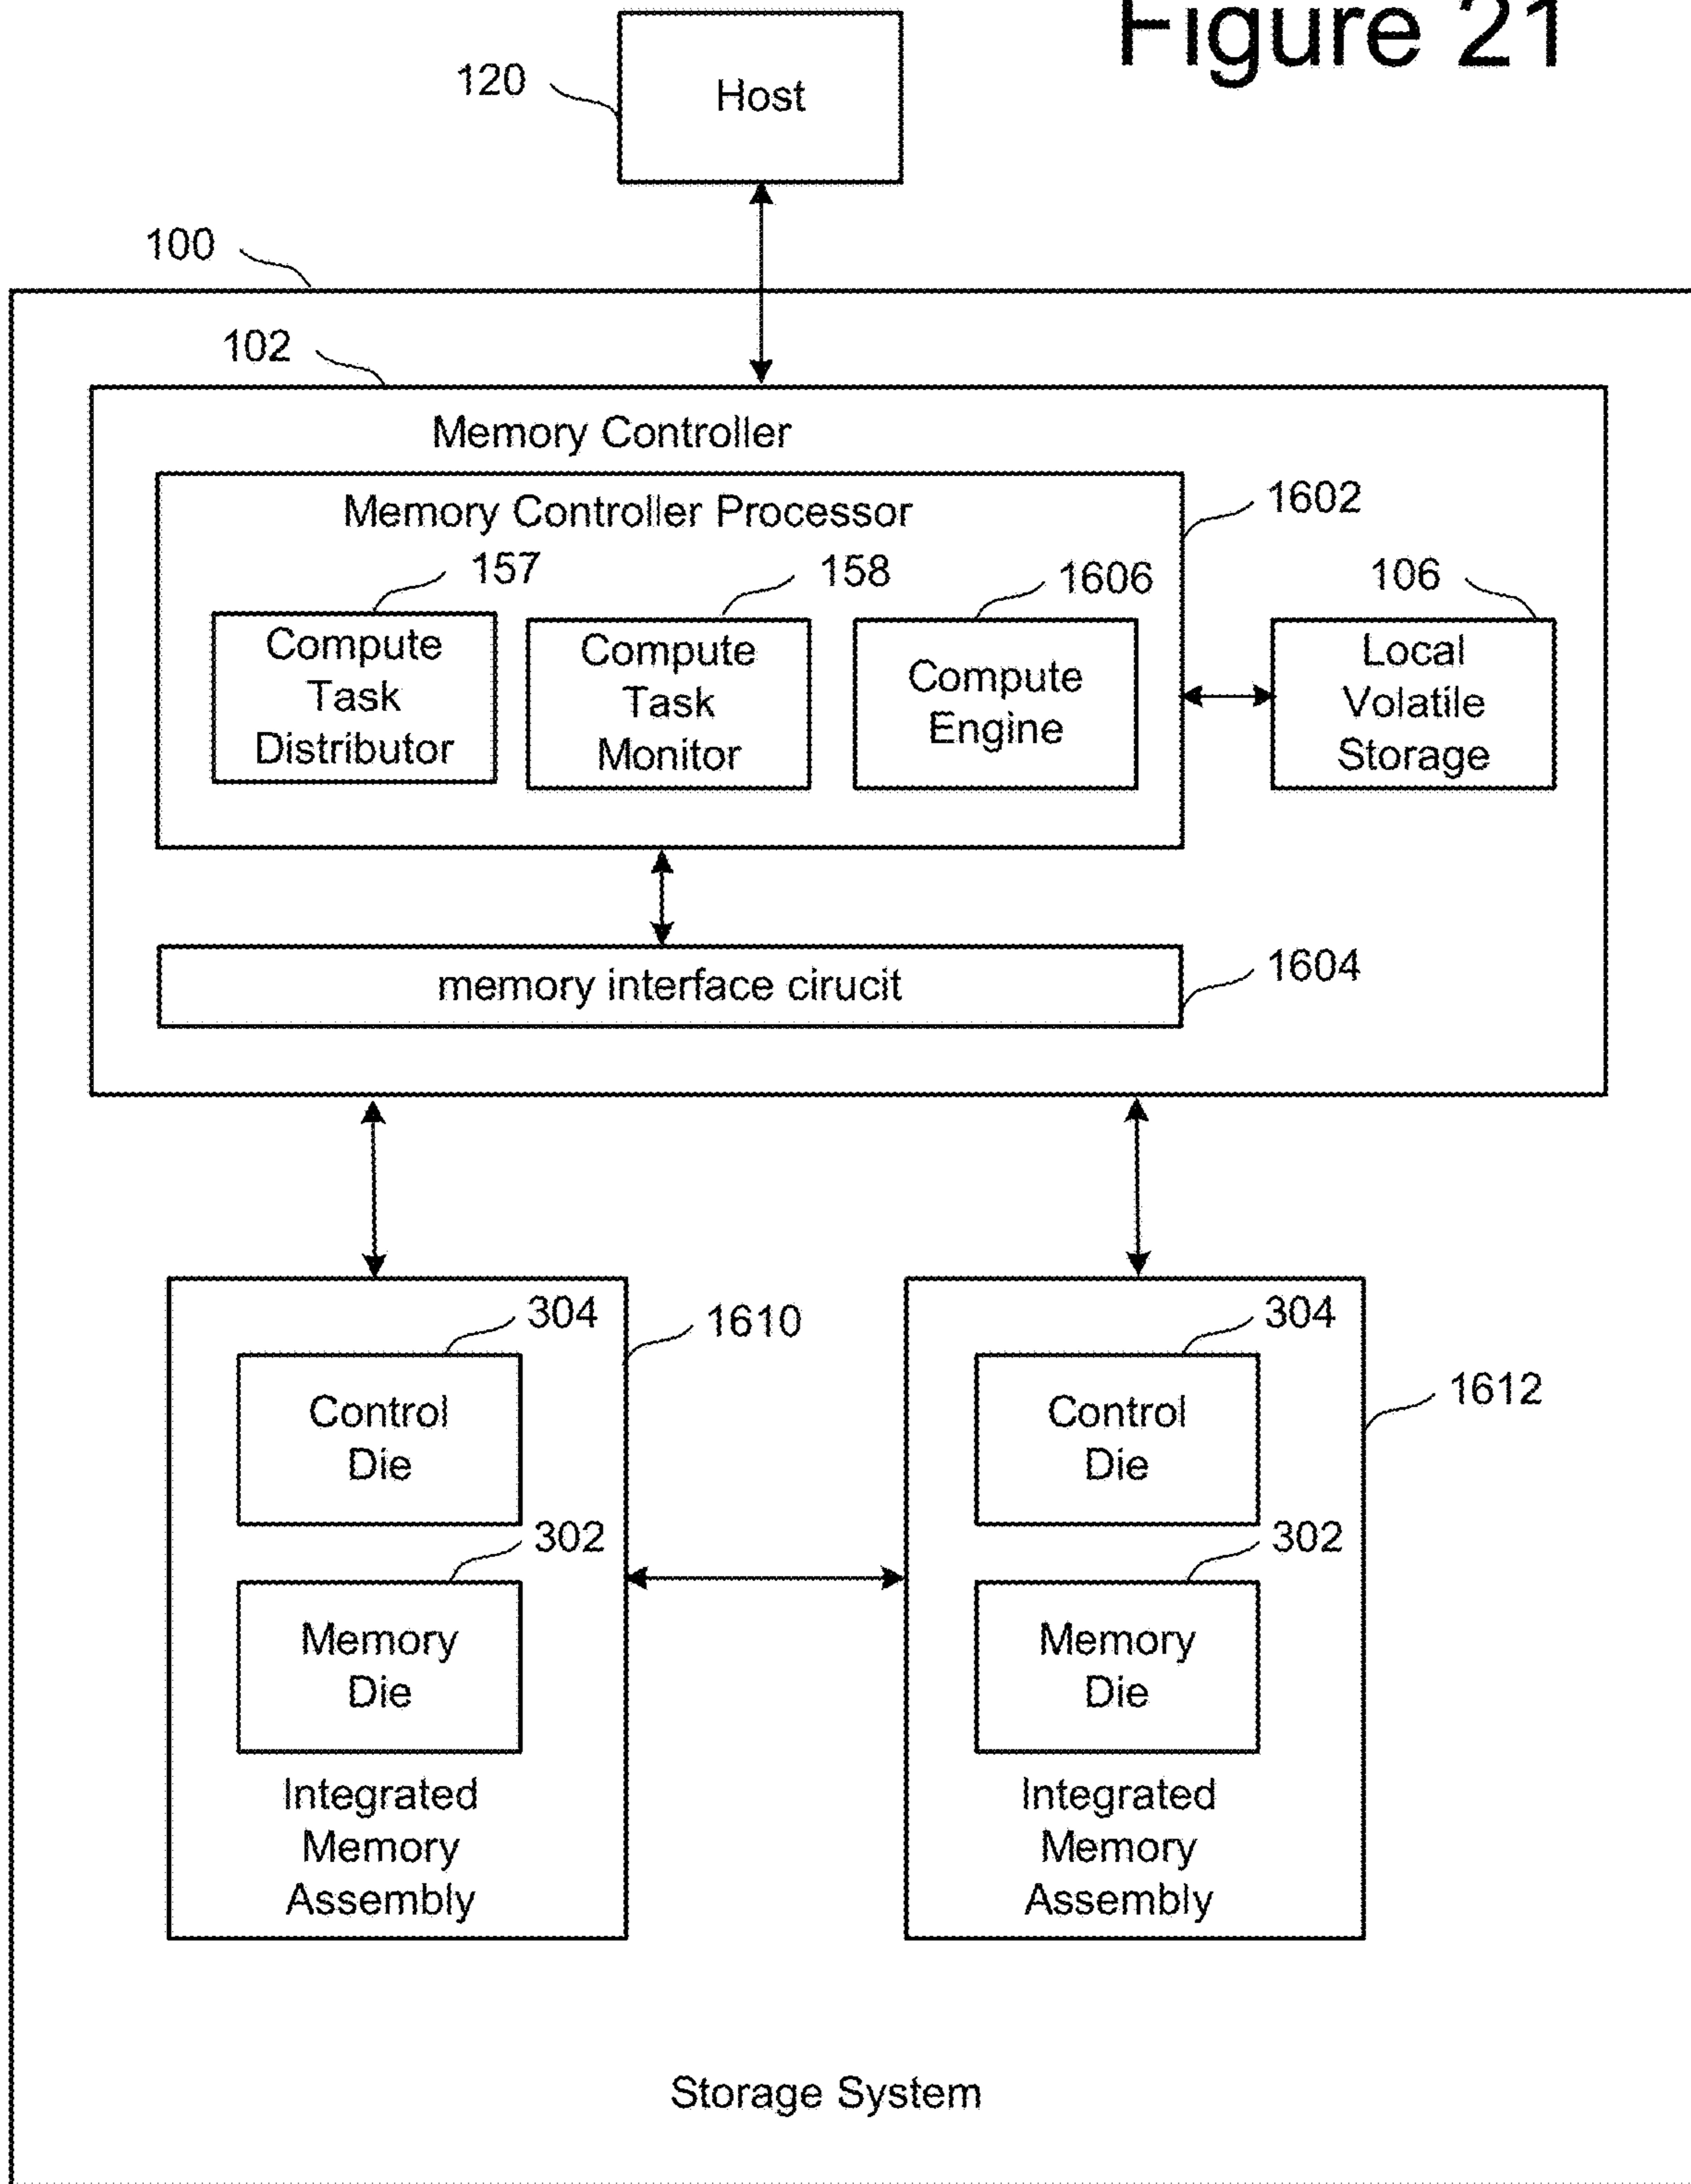 Figure 21
120
Host
100
102
Memory Controller
Memory Controller Processor
1602
157
158
1606
106
Compute
Task
Distributor
Compute
Task
Monitor
Compute
Engine
Local
Volatile
Storage
memory interface cirucit
1604
304
1610
304
1612
Control
Die
Control
Die
302
302
Memory
Die
Memory
Die
Integrated
Memory
Assembly
Integrated
Memory
Assembly
Storage System